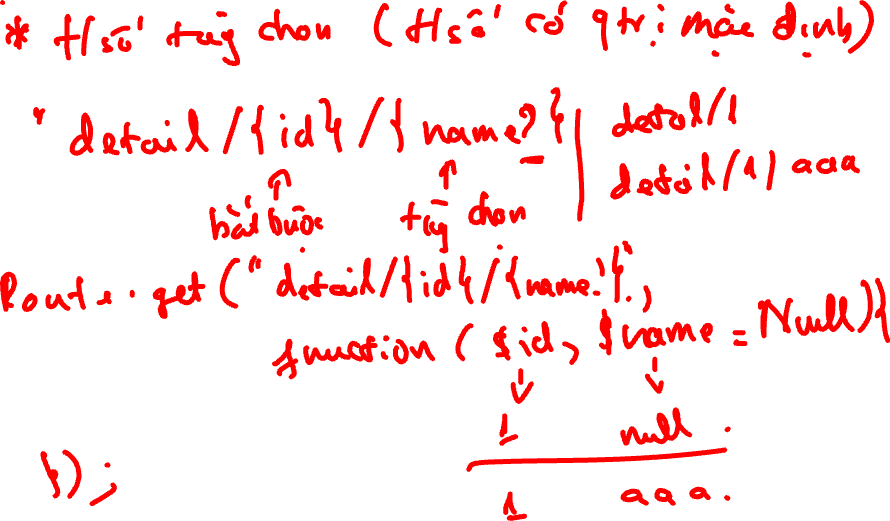 * t/số tùy chọn (t/số có gtrị mặc định)
" detail/{id}/{name?} | detail/1
detail/1/aaa
bắt buộc tùy chọn
Route.get("detail/{id}/{name?}",
function ($id, $name = Null){
1 null.
1 aaa.
});